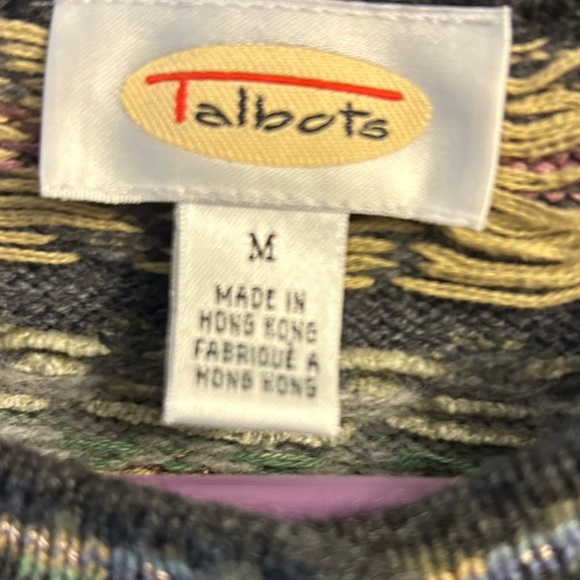 Talbots
M
MADE IN
HONG KONG
FABRIQUÉ A
HONG KONG